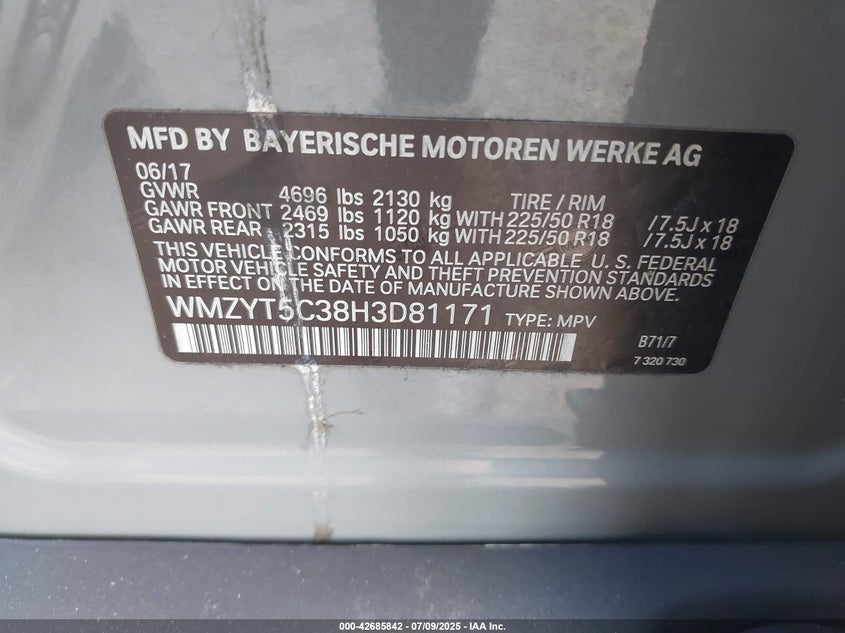 MFD BY BAYERISCHE MOTOREN WERKE AG
06/17
GVWR 4696 lbs 2130 kg TIRE / RIM
GAWR FRONT 2469 lbs 1120 kg WITH 225/50 R18 / 7.5J x 18
GAWR REAR 2315 lbs 1050 kg WITH 225/50 R18 / 7.5J x 18
THIS VEHICLE CONFORMS TO ALL APPLICABLE U. S. FEDERAL
MOTOR VEHICLE SAFETY AND THEFT PREVENTION STANDARDS
IN EFFECT ON THE DATE OF MANUFACTURE SHOWN ABOVE.
WMZYT5C38H3D81171 TYPE: MPV
B71/7
7 320 730
000-42685842 / 07/09/2025 - IAA Inc.